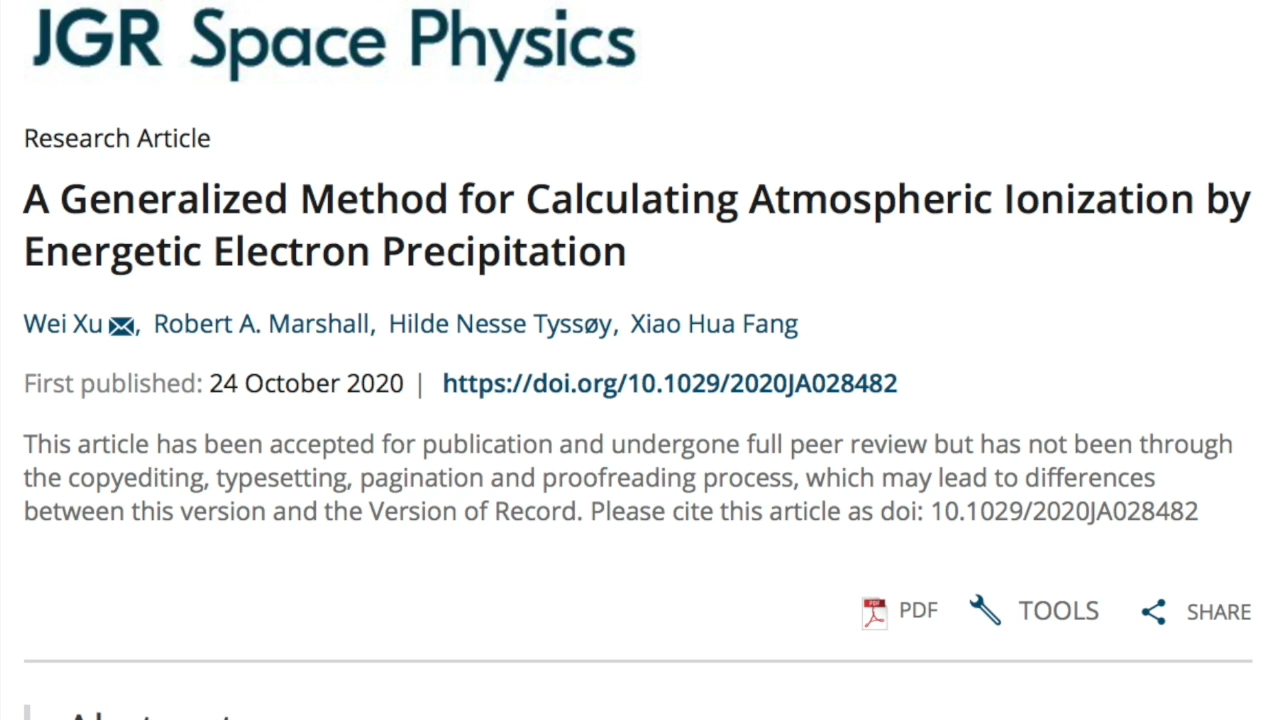 JGR Space Physics
Research Article
A Generalized Method for Calculating Atmospheric Ionization by
Energetic Electron Precipitation
Wei Xu, Robert A. Marshall, Hilde Nesse Tyssøy, Xiao Hua Fang
First published: 24 October 2020 | https://doi.org/10.1029/2020JA028482
This article has been accepted for publication and undergone full peer review but has not been through
the copyediting, typesetting, pagination and proofreading process, which may lead to differences
between this version and the Version of Record. Please cite this article as doi: 10.1029/2020JA028482
PDF TOOLS SHARE